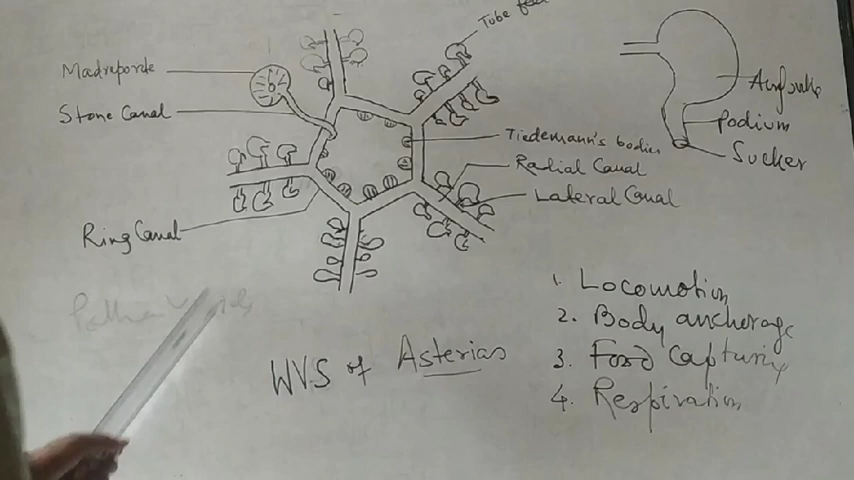 Tube feet
Madreporite
Stone Canal
Ampulla
Podium
Sucker
Tiedemann's bodies
Radial Canal
Lateral Canal
Ring Canal
1. Locomotion
2. Body anchorage
3. Food Capturing
4. Respiration
W.V.S of Asterias